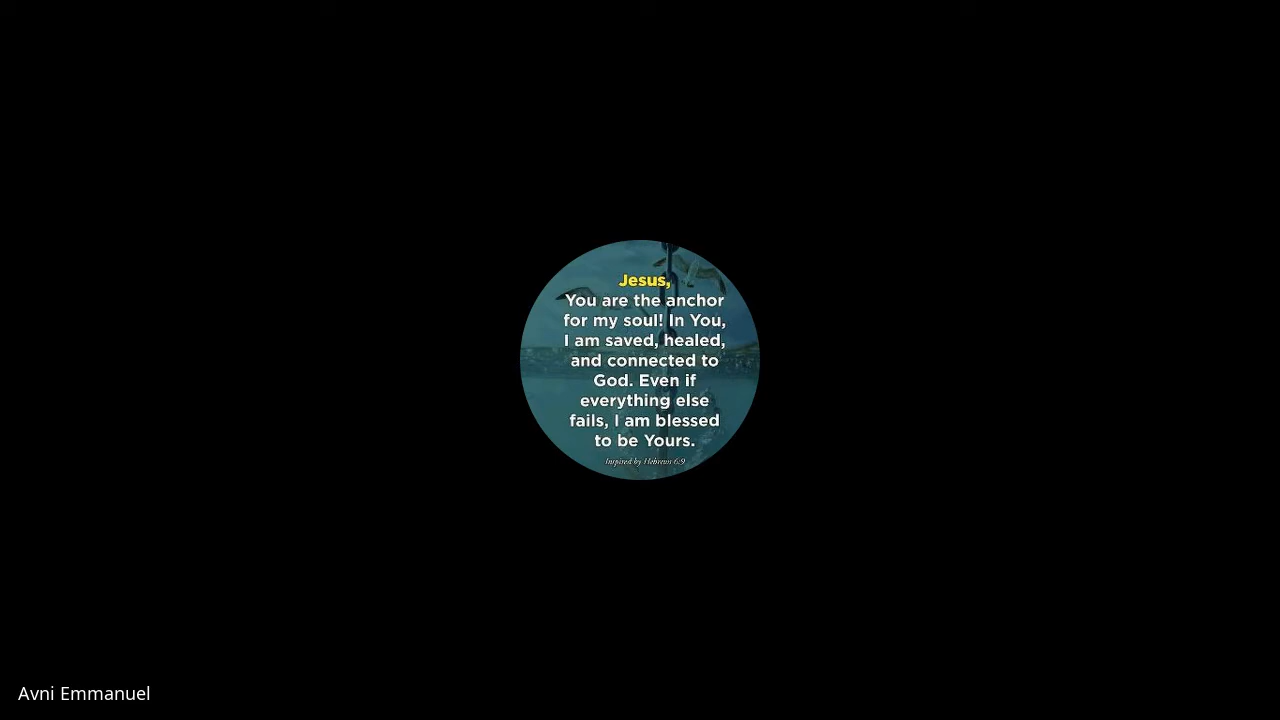 Jesus,
You are the anchor
for my soul! In You,
I am saved, healed,
and connected to
God. Even if
everything else
fails, I am blessed
to be Yours.
Inspired by Hebrews 6:9
Avni Emmanuel